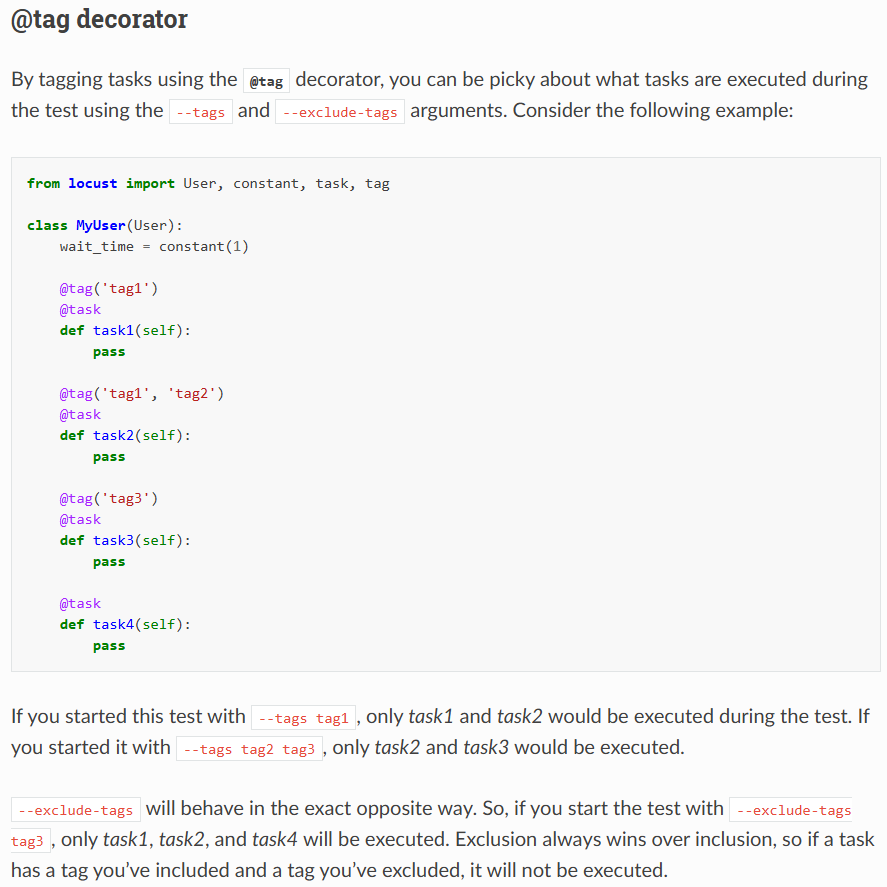 @tag decorator
By tagging tasks using the @tag decorator, you can be picky about what tasks are executed during
the test using the --tags and --exclude-tags arguments. Consider the following example:
from locust import User, constant, task, tag
class MyUser(User):
    wait_time = constant(1)
    @tag('tag1')
    @task
    def task1(self):
        pass
    @tag('tag1', 'tag2')
    @task
    def task2(self):
        pass
    @tag('tag3')
    @task
    def task3(self):
        pass
    @task
    def task4(self):
        pass
If you started this test with --tags tag1, only task1 and task2 would be executed during the test. If
you started it with --tags tag2 tag3, only task2 and task3 would be executed.
--exclude-tags will behave in the exact opposite way. So, if you start the test with --exclude-tags
tag3, only task1, task2, and task4 will be executed. Exclusion always wins over inclusion, so if a task
has a tag you've included and a tag you've excluded, it will not be executed.